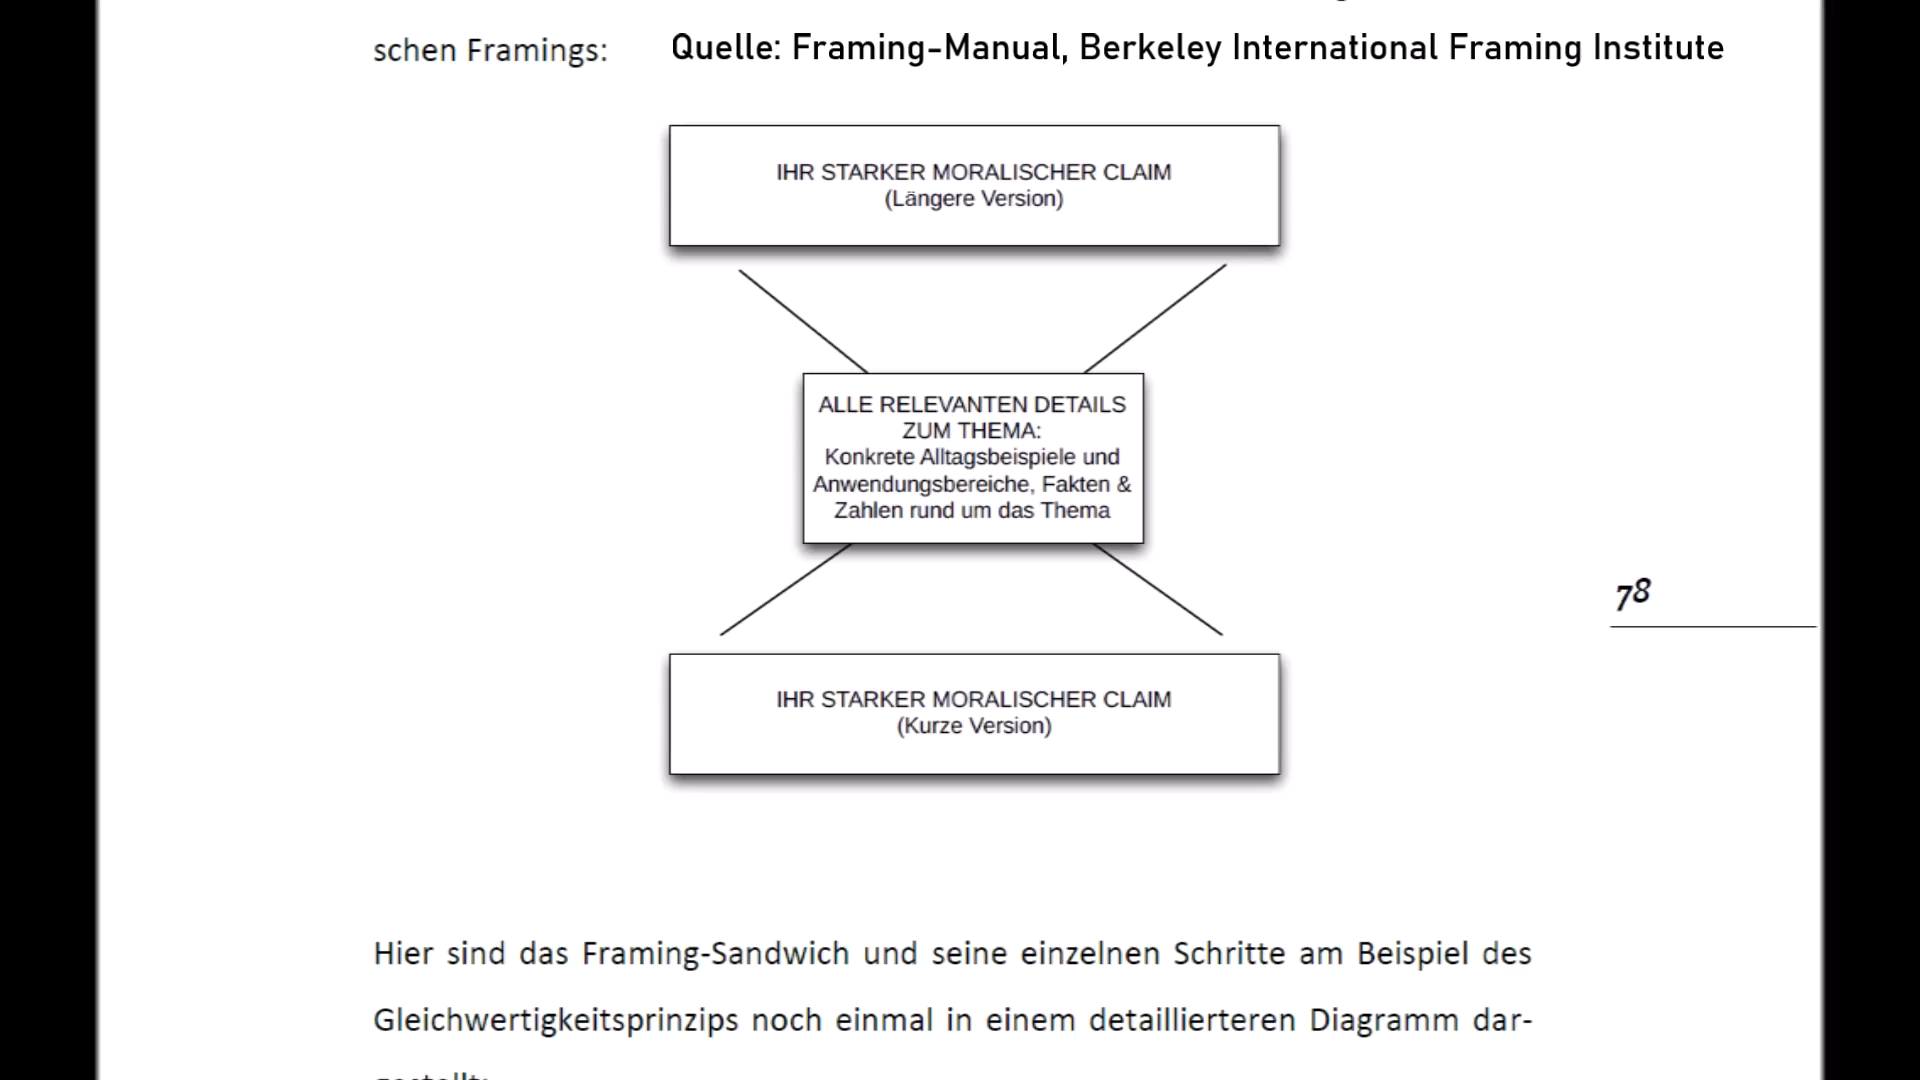 schen Framings:
Quelle: Framing-Manual, Berkeley International Framing Institute
IHR STARKER MORALISCHER CLAIM
(Längere Version)
ALLE RELEVANTEN DETAILS
ZUM THEMA:
Konkrete Alltagsbeispiele und
Anwendungsbereiche, Fakten &
Zahlen rund um das Thema
78
IHR STARKER MORALISCHER CLAIM
(Kurze Version)
Hier sind das Framing-Sandwich und seine einzelnen Schritte am Beispiel des
Gleichwertigkeitsprinzips noch einmal in einem detaillierteren Diagramm dar-